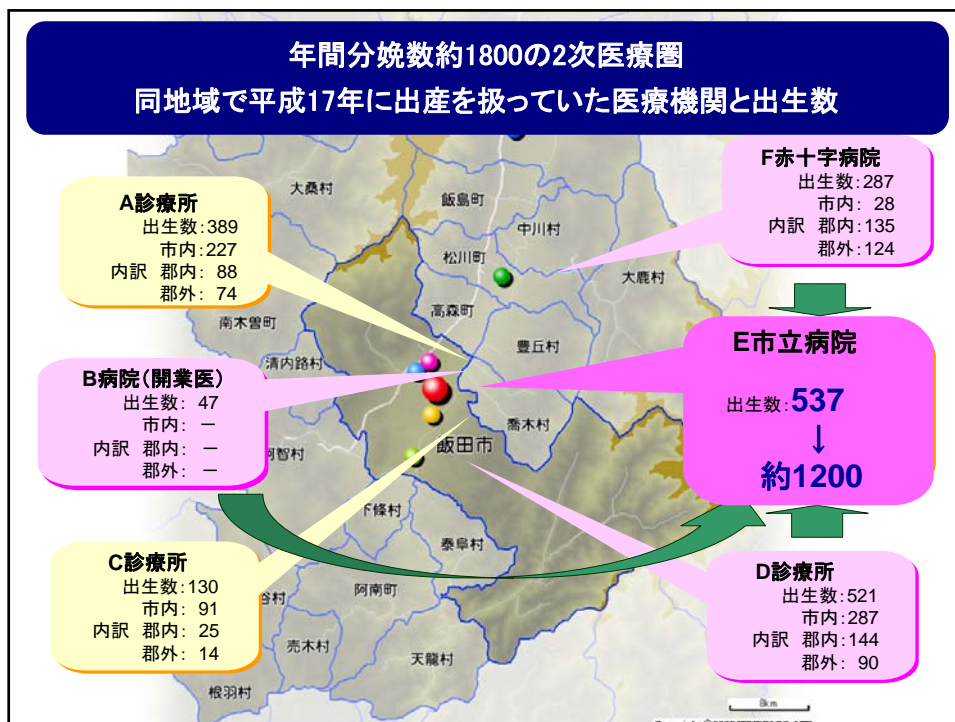 年間分娩数約1800の2次医療圏
同地域で平成17年に出産を扱っていた医療機関と出生数
F赤十字病院
出生数:287
市内: 28
内訳 郡内:135
郡外:124
A診療所
出生数:389
市内:227
内訳 郡内: 88
郡外: 74
大桑村
飯島町
中川村
松川町
大鹿村
高森町
南木曽町
豊丘村
清内路村
E市立病院
出生数:537
↓
約1200
B病院(開業医)
出生数: 47
市内: －
内訳 郡内: －
郡外: －
喬木村
飯田市
阿智村
下條村
泰阜村
C診療所
出生数:130
市内: 91
内訳 郡内: 25
郡外: 14
D診療所
出生数:521
市内:287
内訳 郡内:144
郡外: 90
阿南町
谷村
売木村
天龍村
根羽村
8km